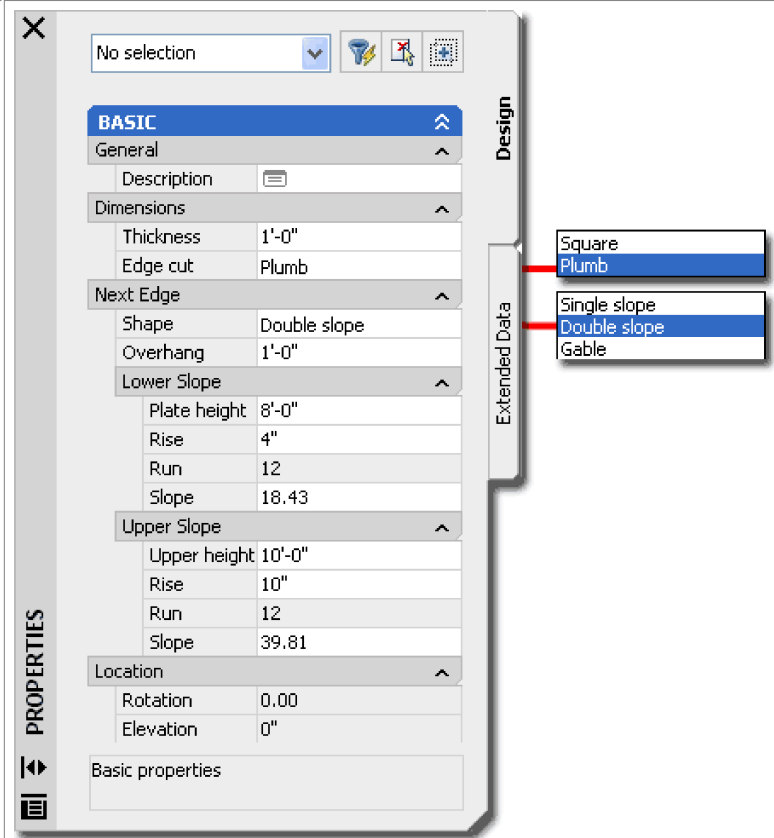 No selection
BASIC
General
Description
Dimensions
Thickness 1'-0"
Edge cut Plumb
Next Edge
Shape Double slope
Overhang 1'-0"
Lower Slope
Plate height 8'-0"
Rise 4"
Run 12
Slope 18.43
Upper Slope
Upper height 10'-0"
Rise 10"
Run 12
Slope 39.81
Location
Rotation 0.00
Elevation 0"
Basic properties
PROPERTIES
Design
Extended Data
Square
Plumb
Single slope
Double slope
Gable